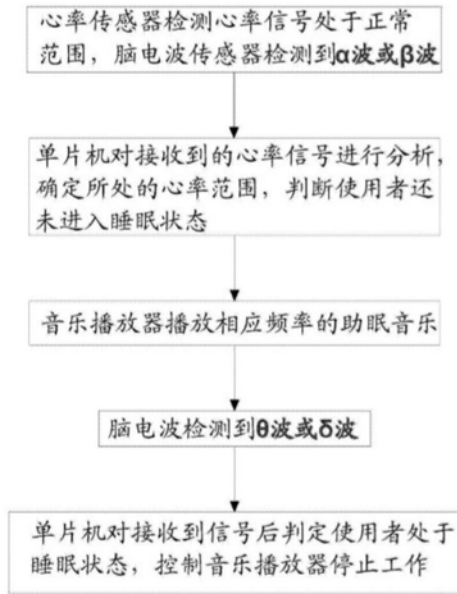 心率传感器检测心率信号处于正常
范围，脑电波传感器检测到α波或β波
单片机对接收到的心率信号进行分析，
确定所处的心率范围，判断使用者还
未进入睡眠状态
音乐播放器播放相应频率的助眠音乐
脑电波检测到θ波或δ波
单片机对接收到信号后判定使用者处于
睡眠状态，控制音乐播放器停止工作